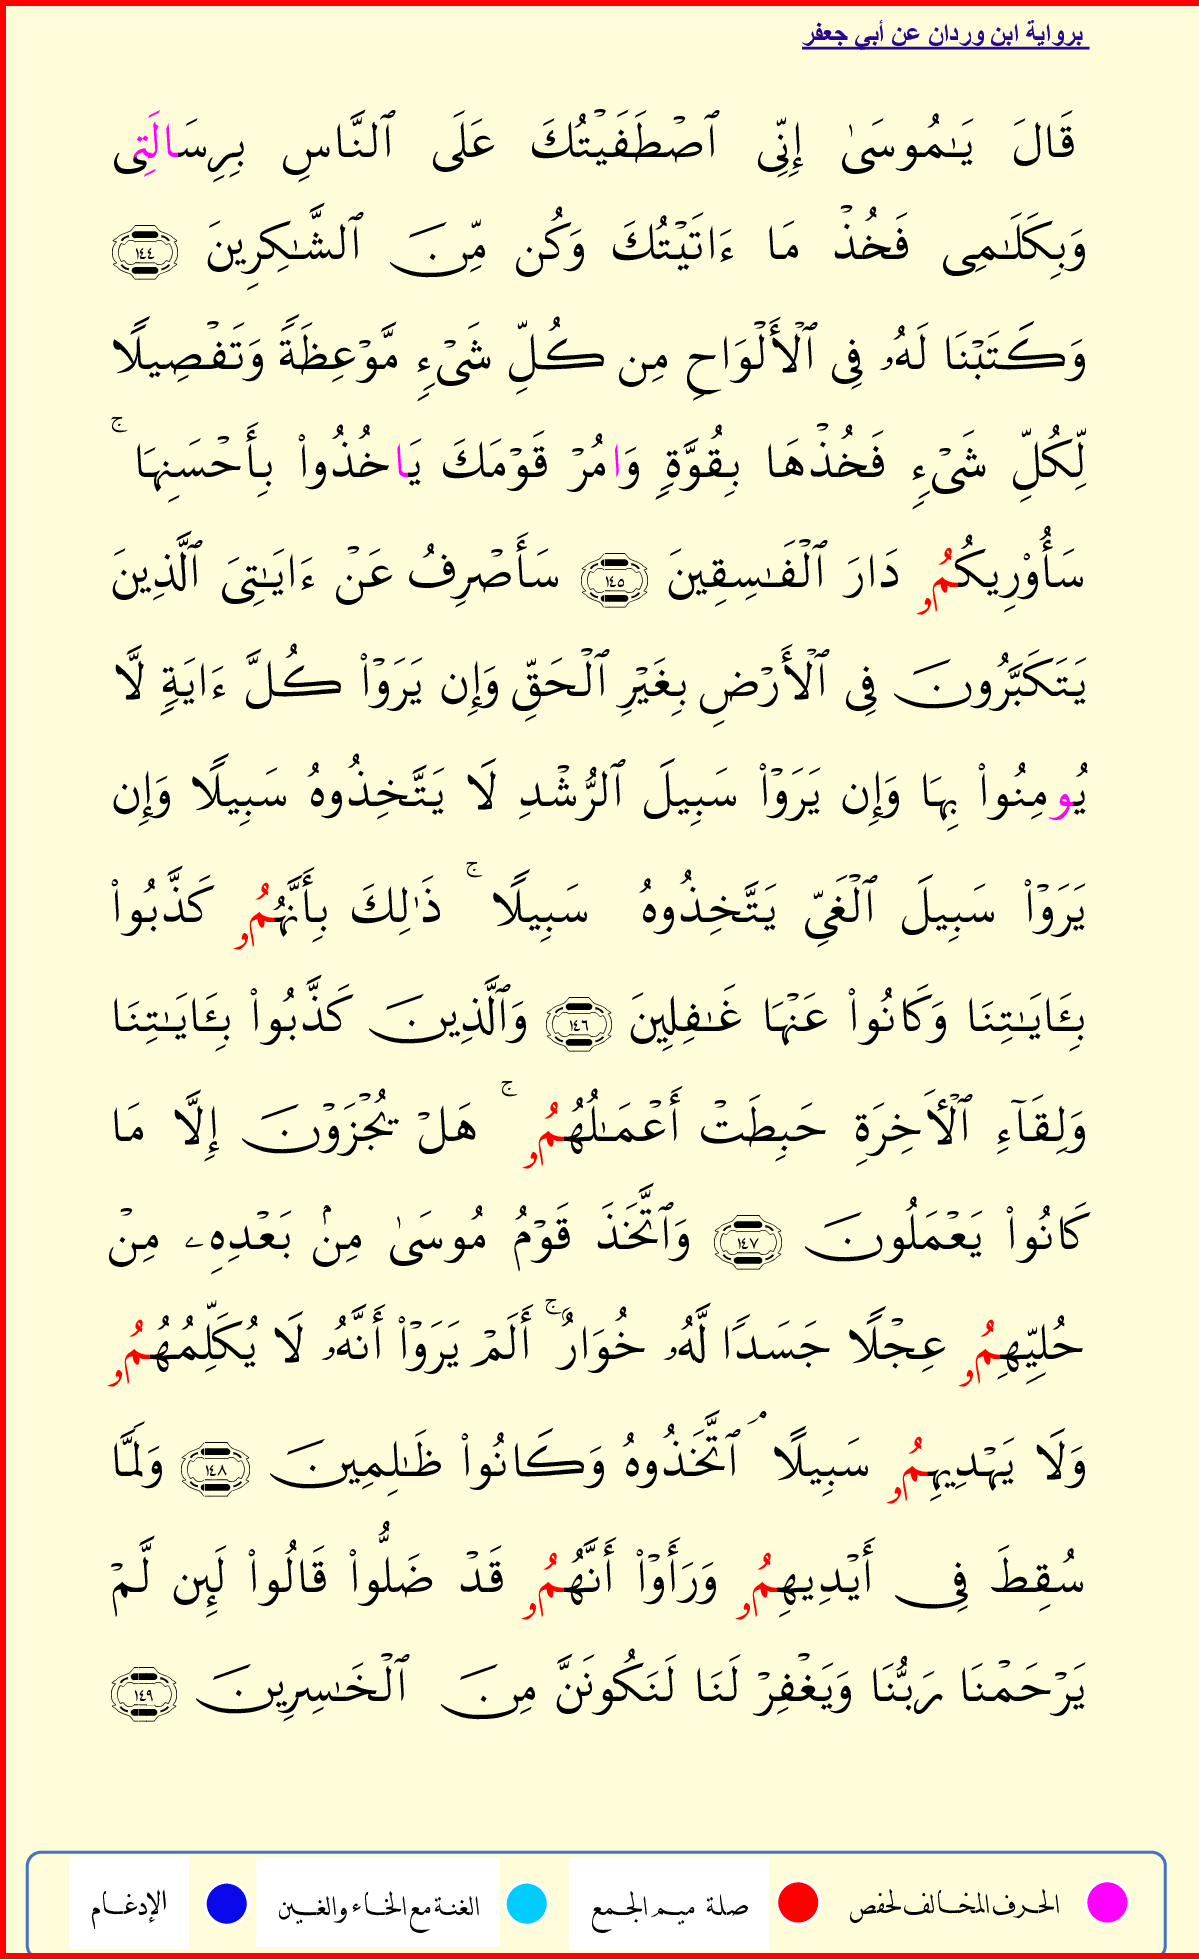 برواية ابن وردان عن أبي جعفر
قَالَ يَـٰمُوسَىٰ إِنِّى ٱصْطَفَيْتُكَ عَلَى ٱلنَّاسِ بِرِسَالَتِى
وَبِكَلَـٰمِى فَخُذْ مَا ءَاتَيْتُكَ وَكُن مِّنَ ٱلشَّـٰكِرِينَ ١٤٤
وَكَتَبْنَا لَهُۥ فِى ٱلْأَلْوَاحِ مِن كُلِّ شَىْءٍ مَّوْعِظَةً وَتَفْصِيلًا
لِّكُلِّ شَىْءٍ فَخُذْهَا بِقُوَّةٍ وَامُرْ قَوْمَكَ يَاخُذُوا۟ بِأَحْسَنِهَا ۚ
سَأُو۟رِيكُمُۥ دَارَ ٱلْفَـٰسِقِينَ ١٤٥ سَأَصْرِفُ عَنْ ءَايَـٰتِىَ ٱلَّذِينَ
يَتَكَبَّرُونَ فِى ٱلْأَرْضِ بِغَيْرِ ٱلْحَقِّ وَإِن يَرَوْا۟ كُلَّ ءَايَةٍ لَّا
يُومِنُوا۟ بِهَا وَإِن يَرَوْا۟ سَبِيلَ ٱلرُّشْدِ لَا يَتَّخِذُوهُ سَبِيلًا وَإِن
يَرَوْا۟ سَبِيلَ ٱلْغَىِّ يَتَّخِذُوهُ سَبِيلًا ۚ ذَٰلِكَ بِأَنَّهُمُۥ كَذَّبُوا۟
بِـَٔايَـٰتِنَا وَكَانُوا۟ عَنْهَا غَـٰفِلِينَ ١٤٦ وَٱلَّذِينَ كَذَّبُوا۟ بِـَٔايَـٰتِنَا
وَلِقَآءِ ٱلْـَٔاخِرَةِ حَبِطَتْ أَعْمَـٰلُهُمُۥ ۚ هَلْ يُجْزَوْنَ إِلَّا مَا
كَانُوا۟ يَعْمَلُونَ ١٤٧ وَٱتَّخَذَ قَوْمُ مُوسَىٰ مِنۢ بَعْدِهِۦ مِنْ
حُلِيِّهِمُۥ عِجْلًا جَسَدًا لَّهُۥ خُوَارٌ ۚ أَلَمْ يَرَوْا۟ أَنَّهُۥ لَا يُكَلِّمُهُمُۥ
وَلَا يَهْدِيهِمُۥ سَبِيلًا ۘ ٱتَّخَذُوهُ وَكَانُوا۟ ظَـٰلِمِينَ ١٤٨ وَلَمَّا
سُقِطَ فِى أَيْدِيهِمُۥ وَرَأَوْا۟ أَنَّهُمُۥ قَدْ ضَلُّوا۟ قَالُوا۟ لَئِن لَّمْ
يَرْحَمْنَا رَبُّنَا وَيَغْفِرْ لَنَا لَنَكُونَنَّ مِنَ ٱلْخَـٰسِرِينَ ١٤٩
الحرف المخالف لحفص صلة ميم الجمع الغنة مع الخاء والغين الإدغام